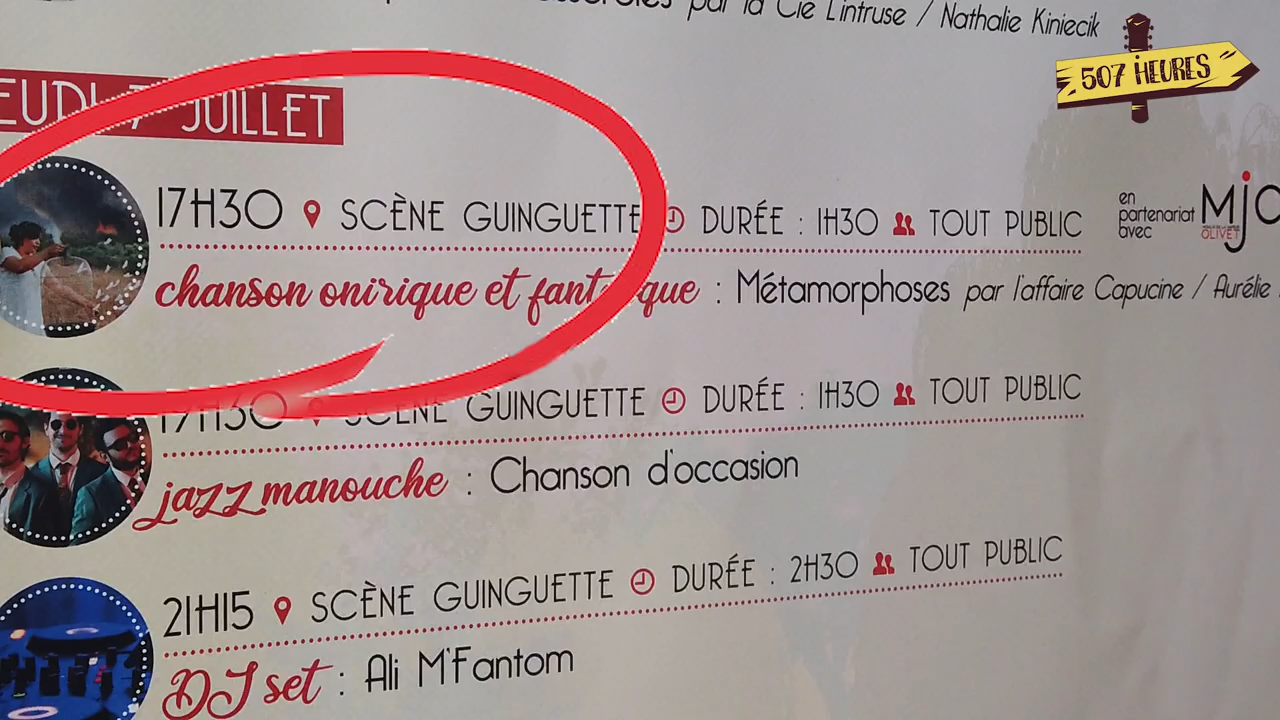 par la Cie L'intruse / Nathalie Kiniecik
507 HEURES
JUILLET
17H30 SCÈNE GUINGUETTE DURÉE : 1H30 TOUT PUBLIC
en partenariat avec MJC OLIVET
chanson onirique et fantasque : Métamorphoses par l'affaire Capucine / Aurélie
SCÈNE GUINGUETTE DURÉE : 1H30 TOUT PUBLIC
jazz manouche : Chanson d'occasion
21H15 SCÈNE GUINGUETTE DURÉE : 2H30 TOUT PUBLIC
DJ set : Ali M'Fantom